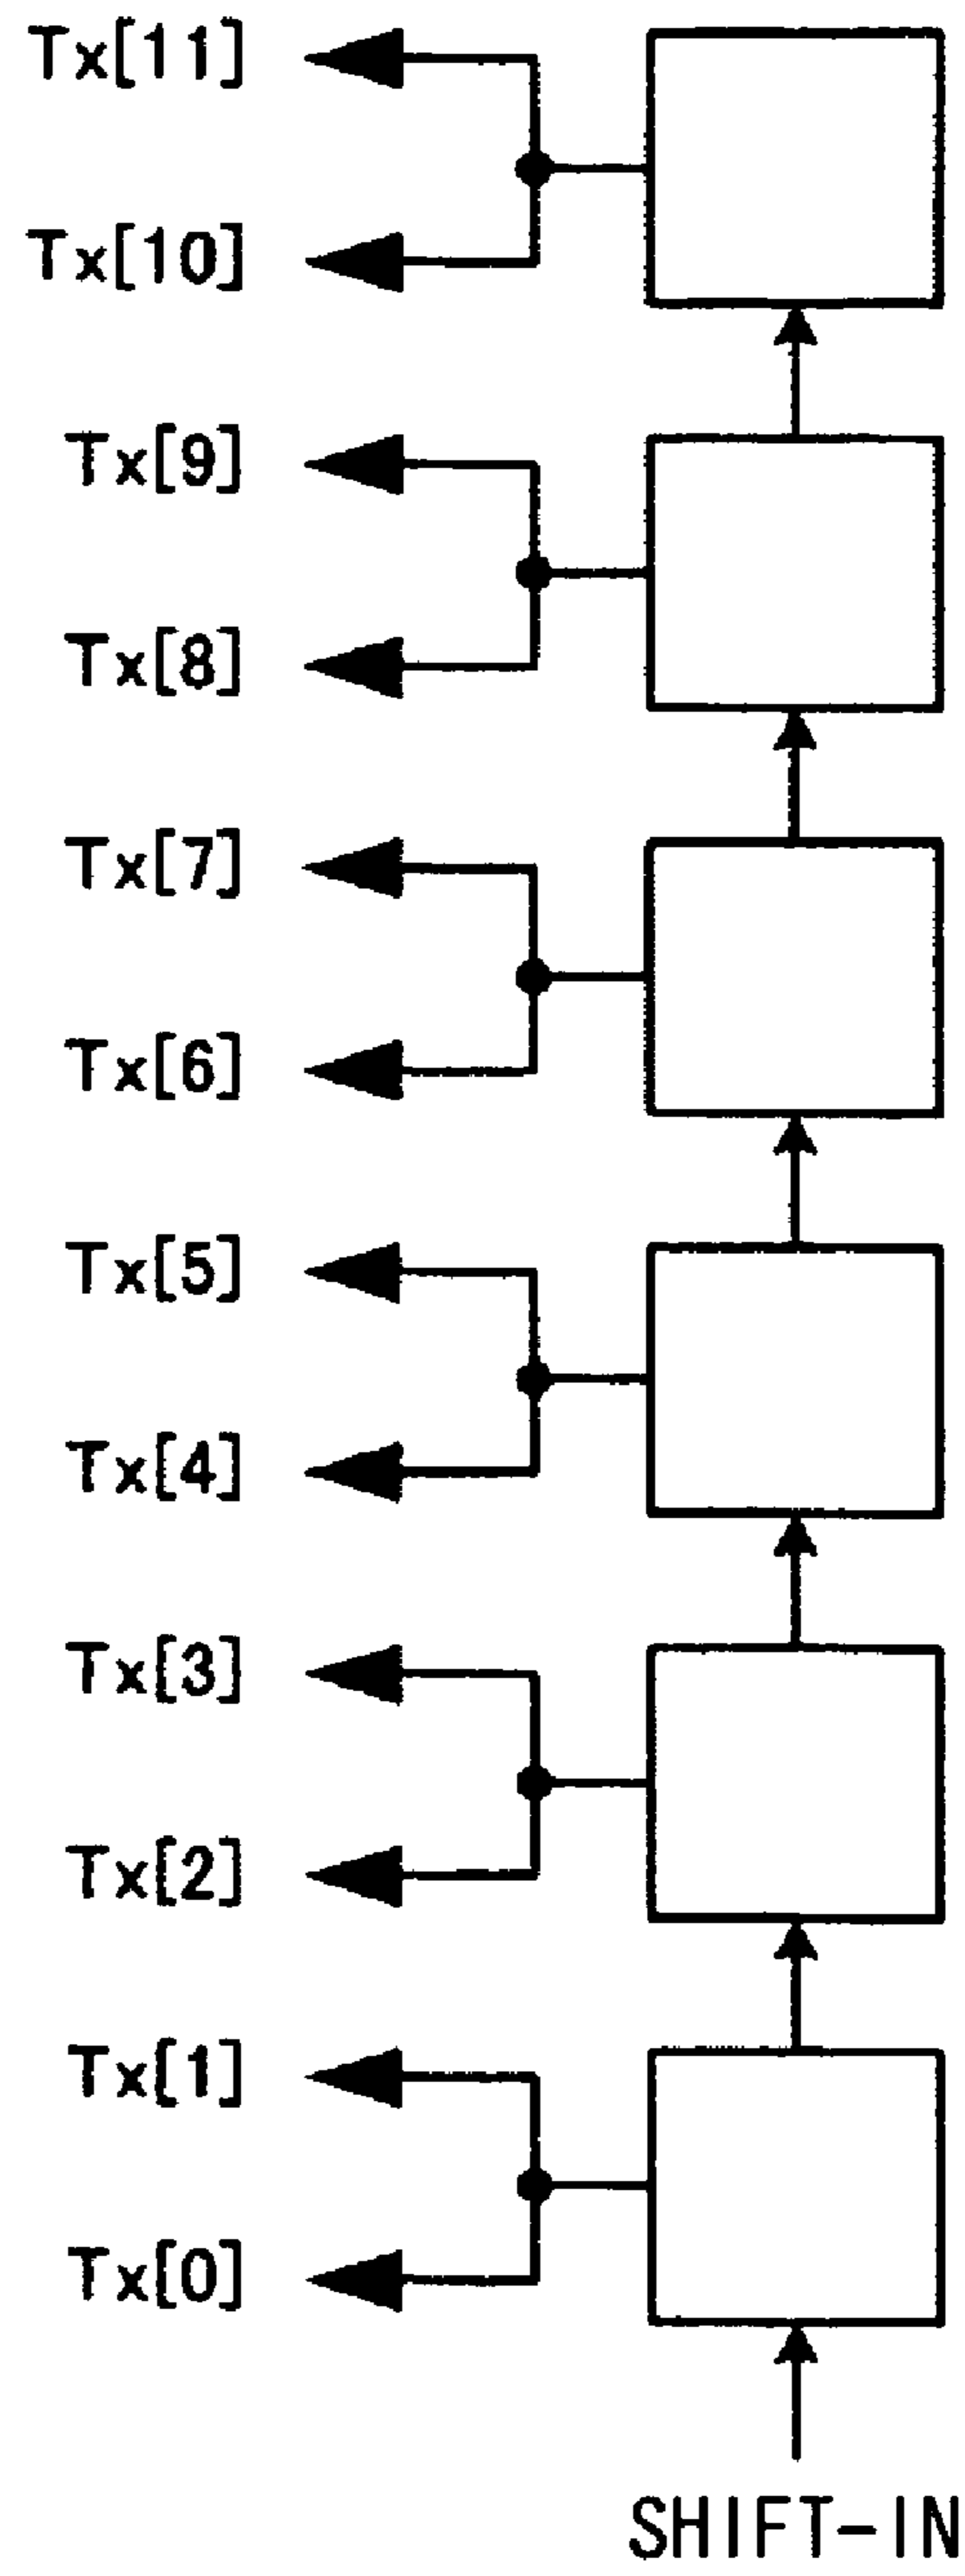 Tx[11]
Tx[10]
Tx[9]
Tx[8]
Tx[7]
Tx[6]
Tx[5]
Tx[4]
Tx[3]
Tx[2]
Tx[1]
Tx[0]
SHIFT-IN